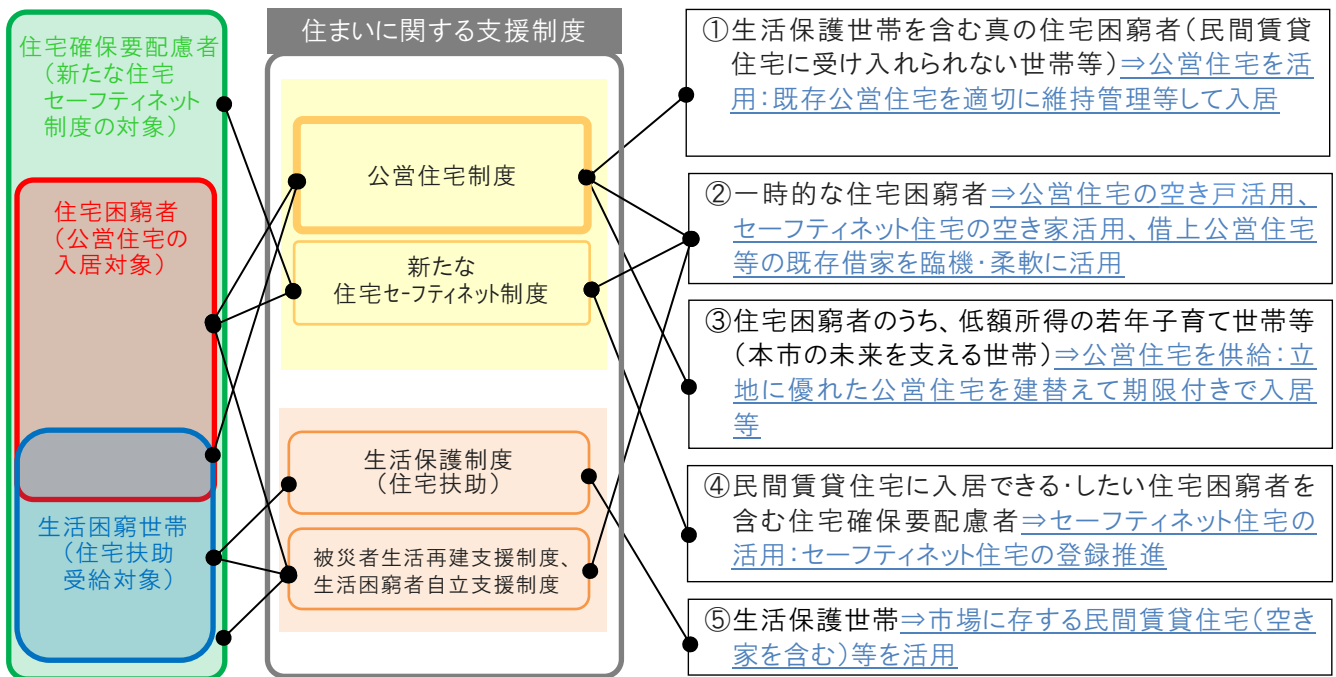 住宅確保要配慮者
（新たな住宅
セーフティネット
制度の対象）
住宅困窮者
（公営住宅の
入居対象）
生活困窮世帯
（住宅扶助
受給対象）
住まいに関する支援制度
公営住宅制度
新たな
住宅セーフティネット制度
生活保護制度
（住宅扶助）
被災者生活再建支援制度、
生活困窮者自立支援制度
①生活保護世帯を含む真の住宅困窮者（民間賃貸
住宅に受け入れられない世帯等）⇒公営住宅を活
用：既存公営住宅を適切に維持管理等して入居
②一時的な住宅困窮者⇒公営住宅の空き戸活用、
セーフティネット住宅の空き家活用、借上公営住宅
等の既存借家を臨機・柔軟に活用
③住宅困窮者のうち、低額所得の若年子育て世帯等
（本市の未来を支える世帯）⇒公営住宅を供給：立
地に優れた公営住宅を建替えて期限付きで入居
等
④民間賃貸住宅に入居できる・したい住宅困窮者を
含む住宅確保要配慮者⇒セーフティネット住宅の
活用：セーフティネット住宅の登録推進
⑤生活保護世帯⇒市場に存する民間賃貸住宅（空き
家を含む）等を活用